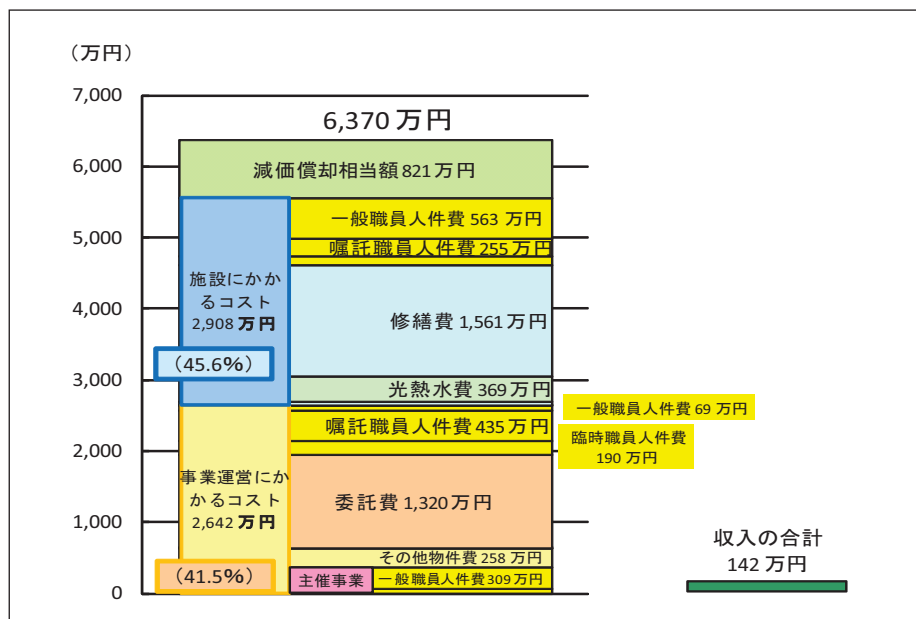 （万円）
7,000
6,000
5,000
4,000
3,000
2,000
1,000
0
6,370 万円
減価償却相当額 821 万円
施設にかか
るコスト
2,908 万円
（45.6%）
一般職員人件費 563 万円
嘱託職員人件費 255 万円
修繕費 1,561 万円
光熱水費 369 万円
一般職員人件費 69 万円
嘱託職員人件費 435 万円
臨時職員人件費
190 万円
事業運営にか
かるコスト
2,642 万円
（41.5%）
委託費 1,320 万円
その他物件費 258 万円
主催事業
一般職員人件費 309 万円
収入の合計
142 万円